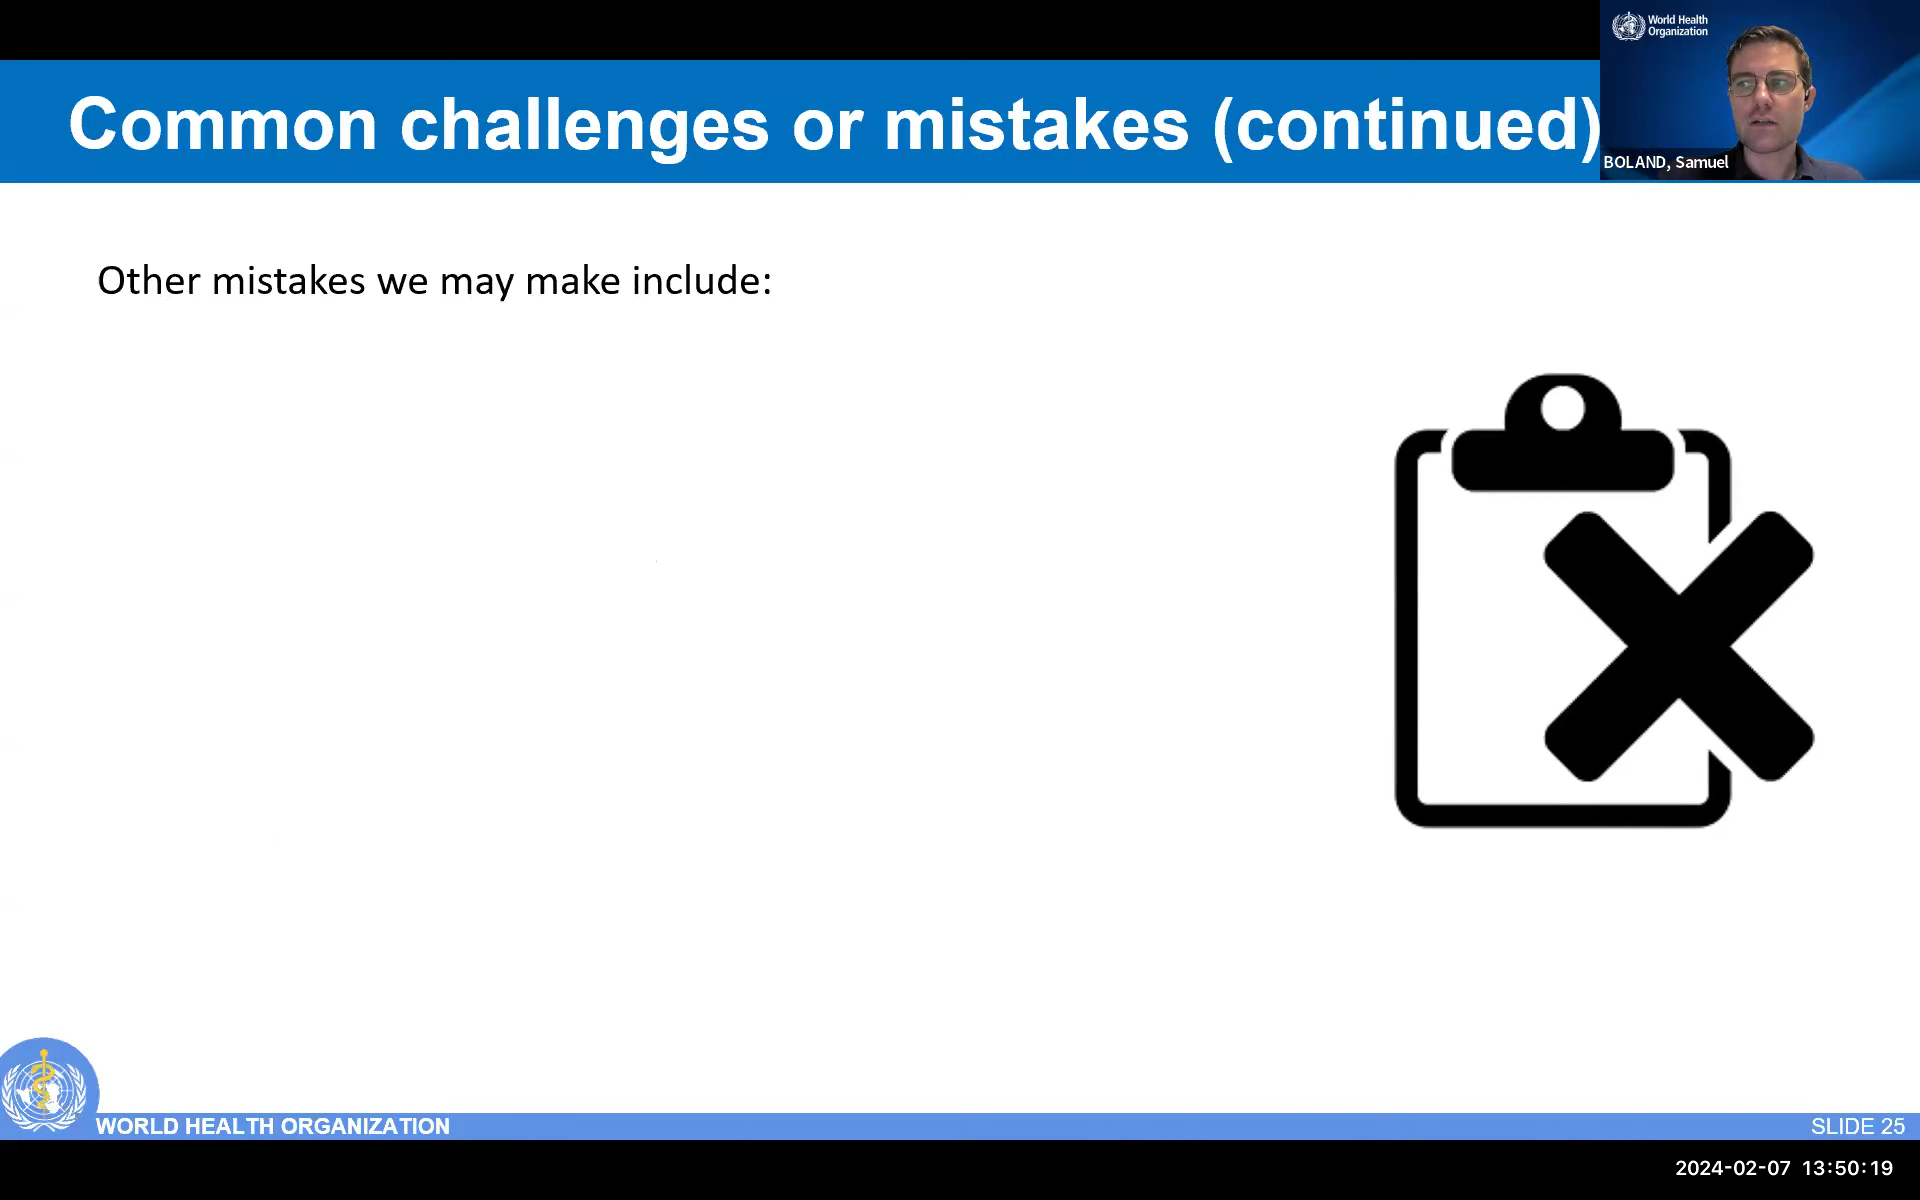 World Health
Organization
Common challenges or mistakes (continued)
BOLAND, Samuel
Other mistakes we may make include:
WORLD HEALTH ORGANIZATION
SLIDE 25
2024-02-07 13:50:19